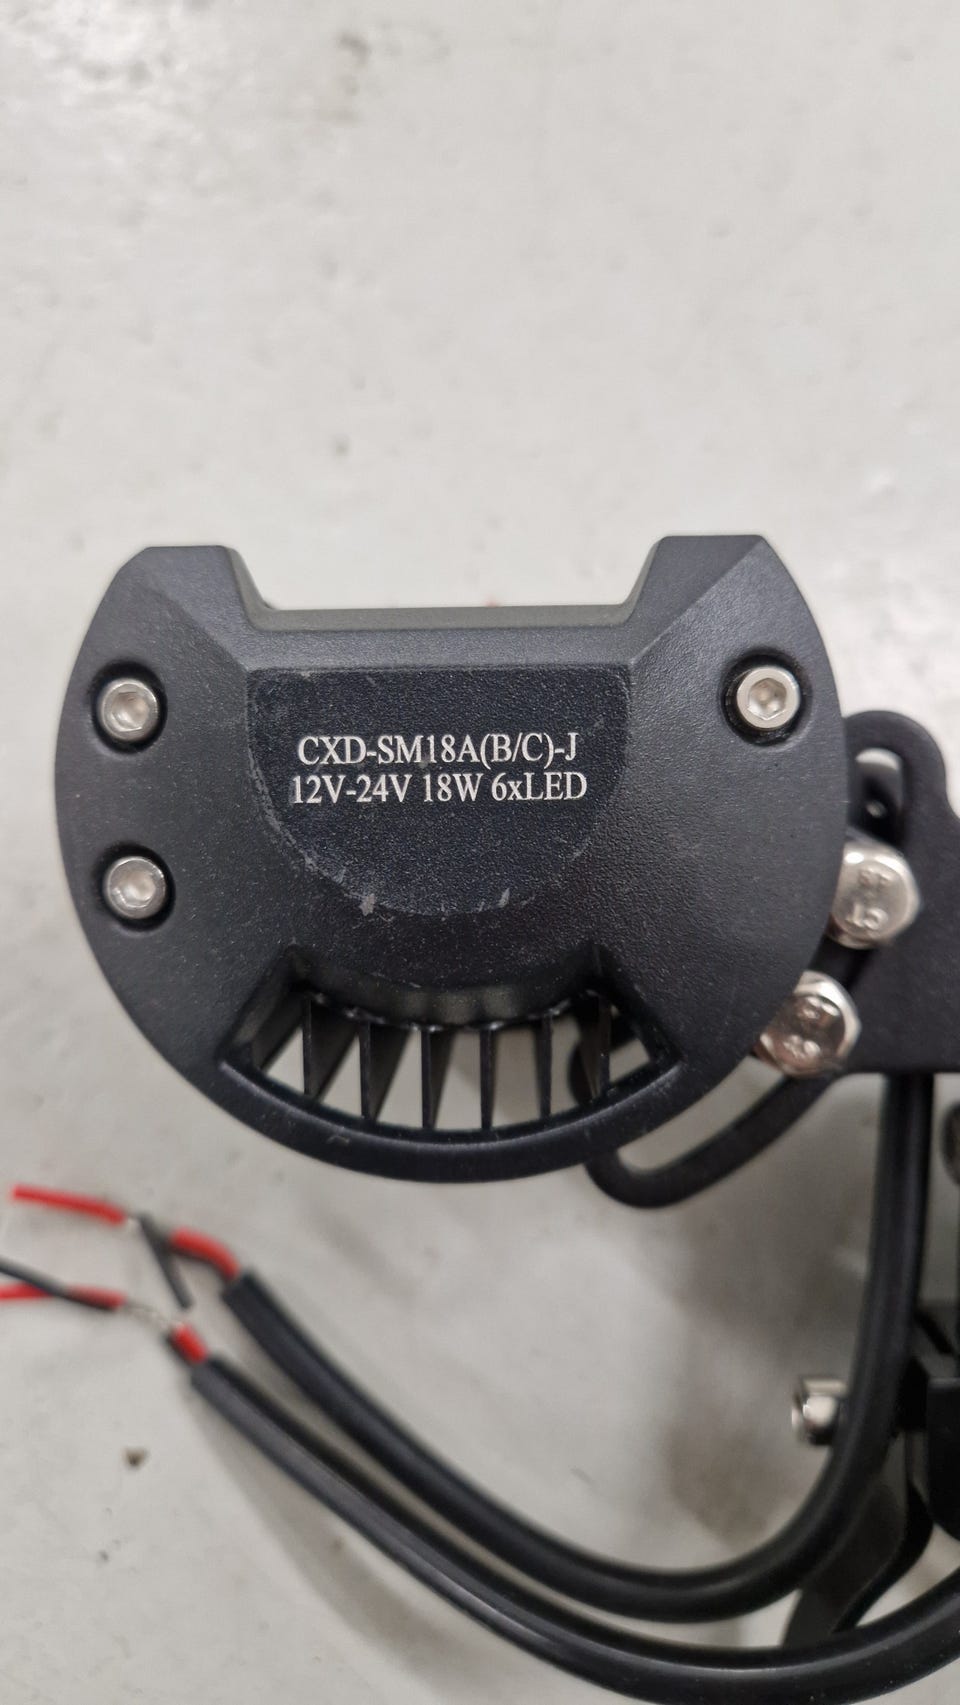 CXD-SM18A(B/C)-J
12V-24V 18W 6xLED